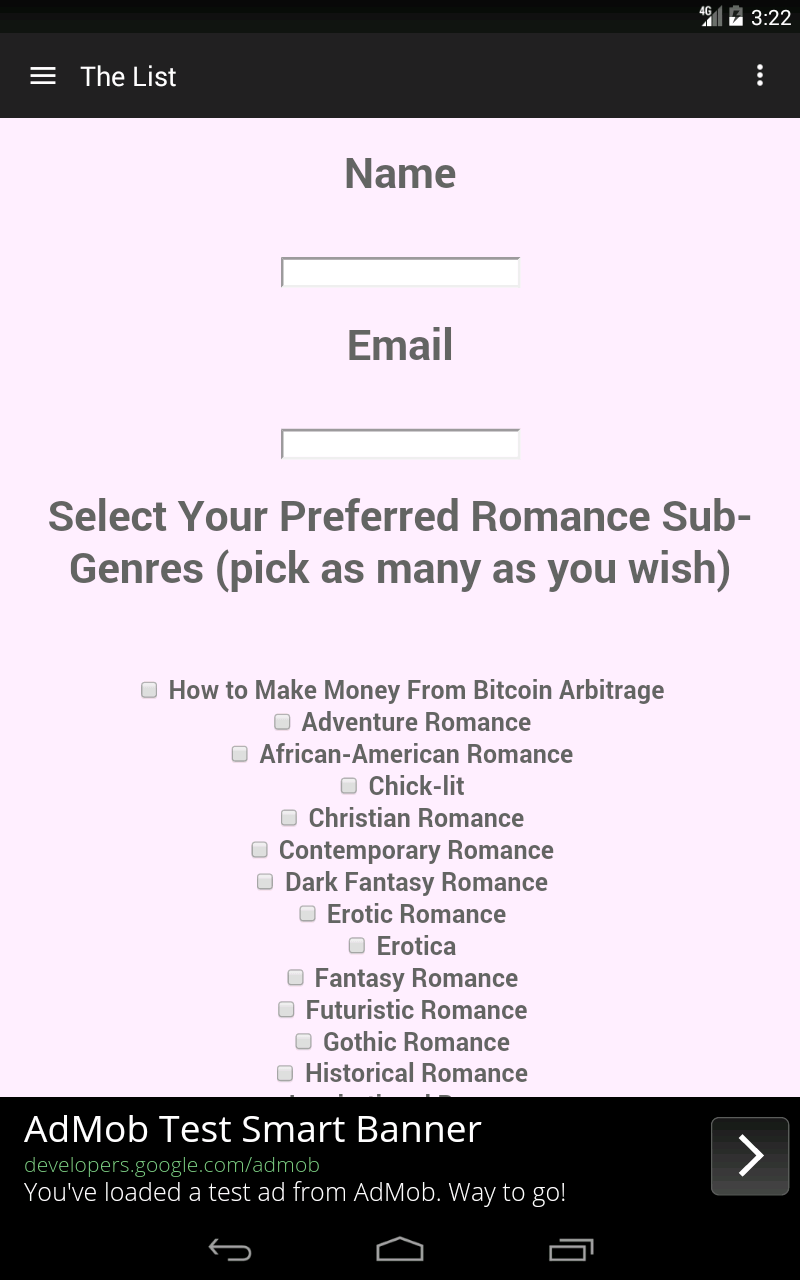 4G 3:22
The List
Name
Email
Select Your Preferred Romance Sub-
Genres (pick as many as you wish)
How to Make Money From Bitcoin Arbitrage
Adventure Romance
African-American Romance
Chick-lit
Christian Romance
Contemporary Romance
Dark Fantasy Romance
Erotic Romance
Erotica
Fantasy Romance
Futuristic Romance
Gothic Romance
Historical Romance
AdMob Test Smart Banner
developers.google.com/admob
You've loaded a test ad from AdMob. Way to go!